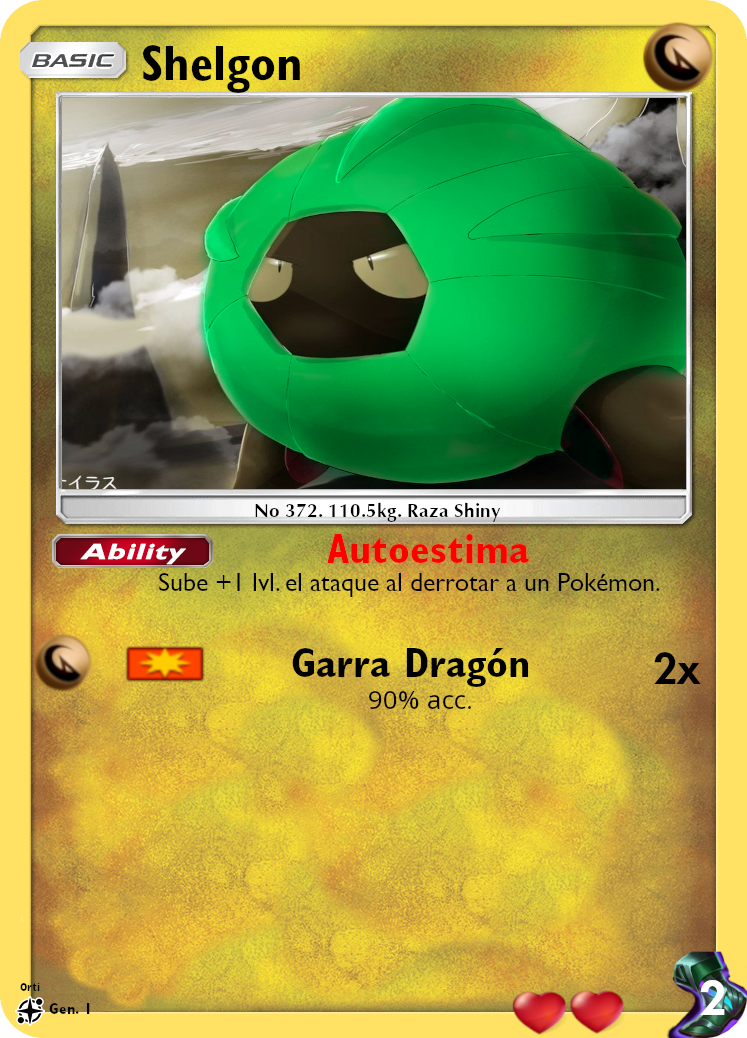 BASIC Shelgon
イラス
No 372. 110.5kg. Raza Shiny
Ability Autoestima
Sube +1 lvl. el ataque al derrotar a un Pokémon.
Garra Dragón 2x
90% acc.
Orti
Gen. 1
2